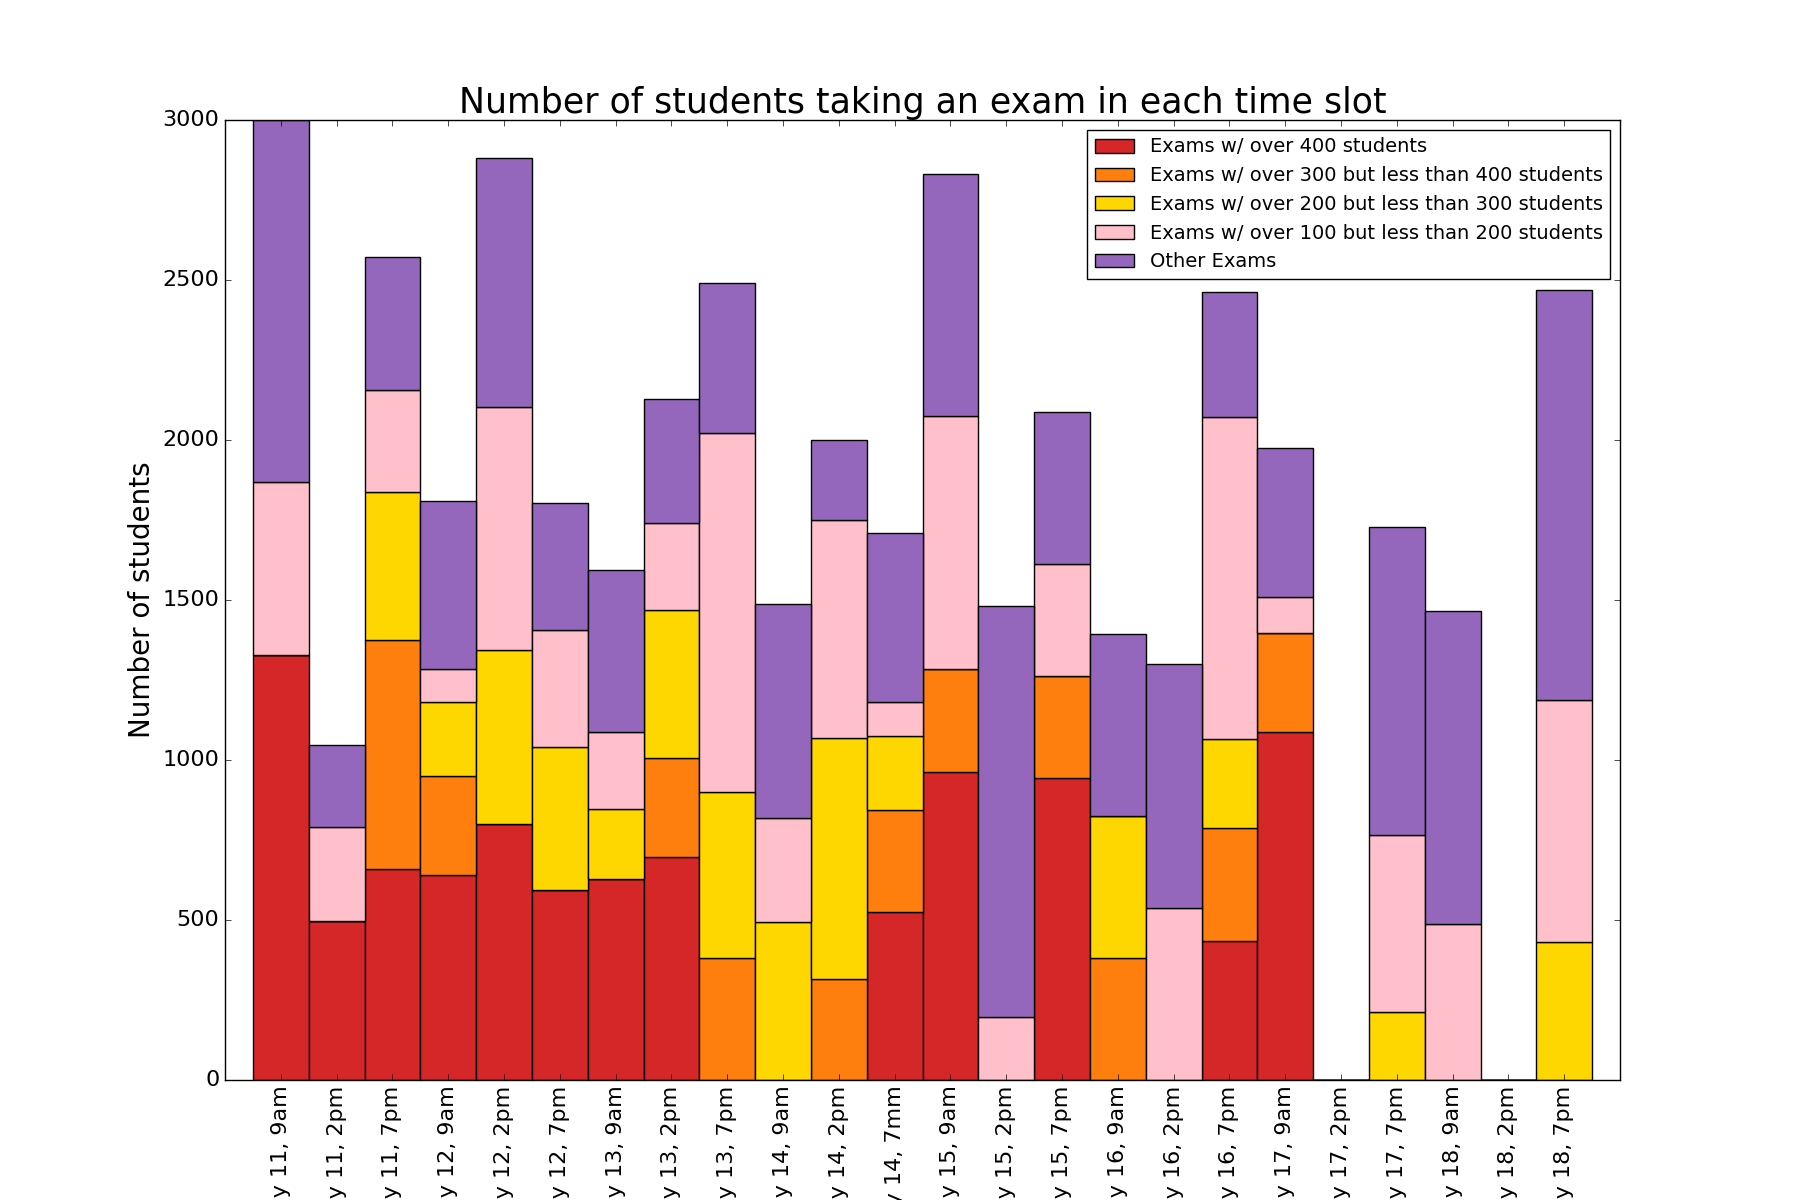 Number of students taking an exam in each time slot
Exams w/ over 400 students
Exams w/ over 300 but less than 400 students
Exams w/ over 200 but less than 300 students
Exams w/ over 100 but less than 200 students
Other Exams
Number of students
3000
2500
2000
1500
1000
500
0
y 11, 9am
y 11, 2pm
y 11, 7pm
y 12, 9am
y 12, 2pm
y 12, 7pm
y 13, 9am
y 13, 2pm
y 13, 7pm
y 14, 9am
y 14, 2pm
y 14, 7mm
y 15, 9am
y 15, 2pm
y 15, 7pm
y 16, 9am
y 16, 2pm
y 16, 7pm
y 17, 9am
y 17, 2pm
y 17, 7pm
y 18, 9am
y 18, 2pm
y 18, 7pm